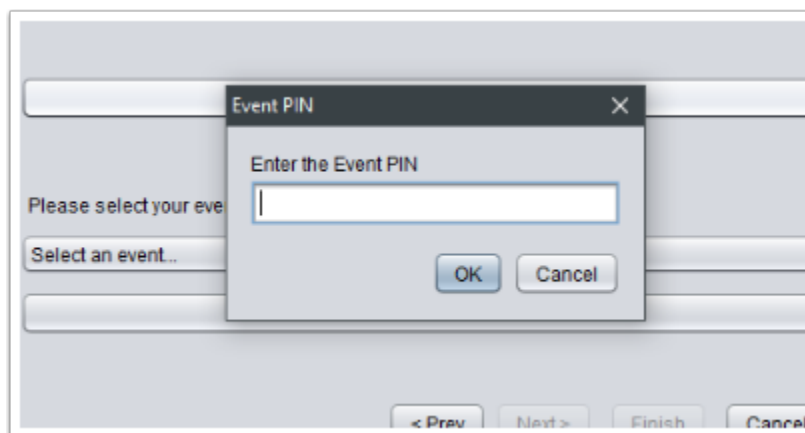 Event PIN
Enter the Event PIN
Please select your eve
Select an event...
OK Cancel
< Prev Next > Finish Cancel